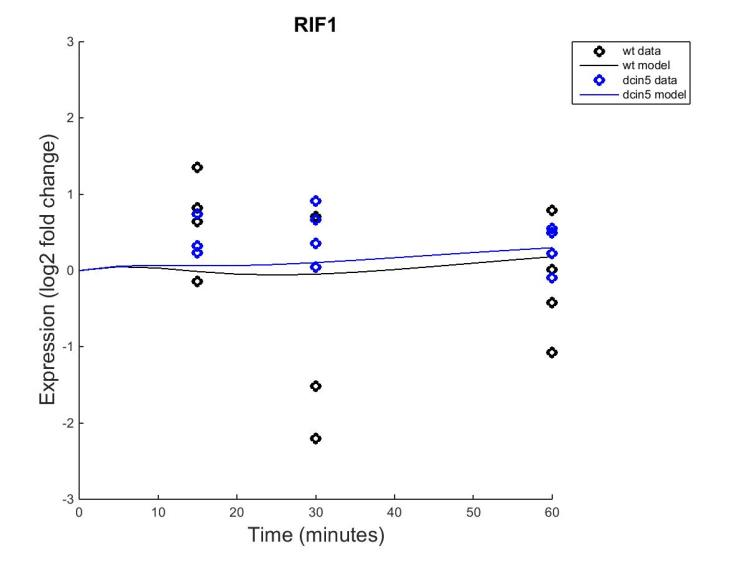 RIF1
3
2
1
0
-1
-2
-3
Expression (log2 fold change)
0 10 20 30 40 50 60
Time (minutes)
wt data
wt model
dcin5 data
dcin5 model